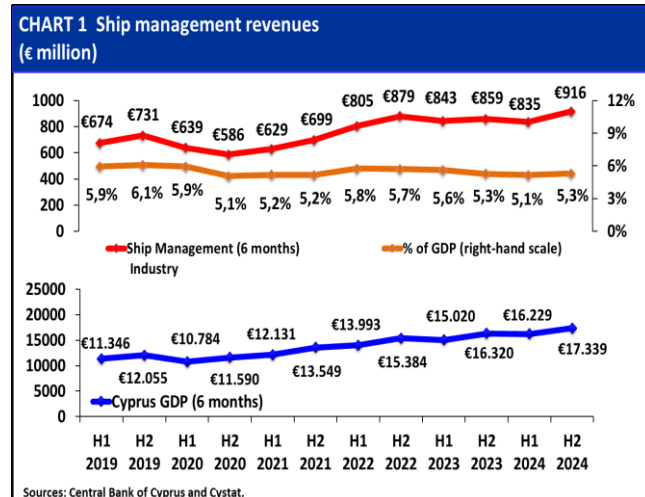 CHART 1 Ship management revenues
(€ million)
€674 €731 €639 €586 €629 €699 €805 €879 €843 €859 €835 €916
1000 12%
800 9%
600 6%
400 3%
200 0%
0
5,9% 6,1% 5,9% 5,1% 5,2% 5,2% 5,8% 5,7% 5,6% 5,3% 5,1% 5,3%
Ship Management (6 months)
Industry
% of GDP (right-hand scale)
25000
20000
15000
10000
5000
0
€11.346 €10.784 €12.131 €13.993 €15.020 €16.229
€12.055 €11.590 €13.549 €15.384 €16.320 €17.339
Cyprus GDP (6 months)
H1 H2 H1 H2 H1 H2 H1 H2 H1 H2 H1 H2
2019 2019 2020 2020 2021 2021 2022 2022 2023 2023 2024 2024
Sources: Central Bank of Cyprus and Cystat.